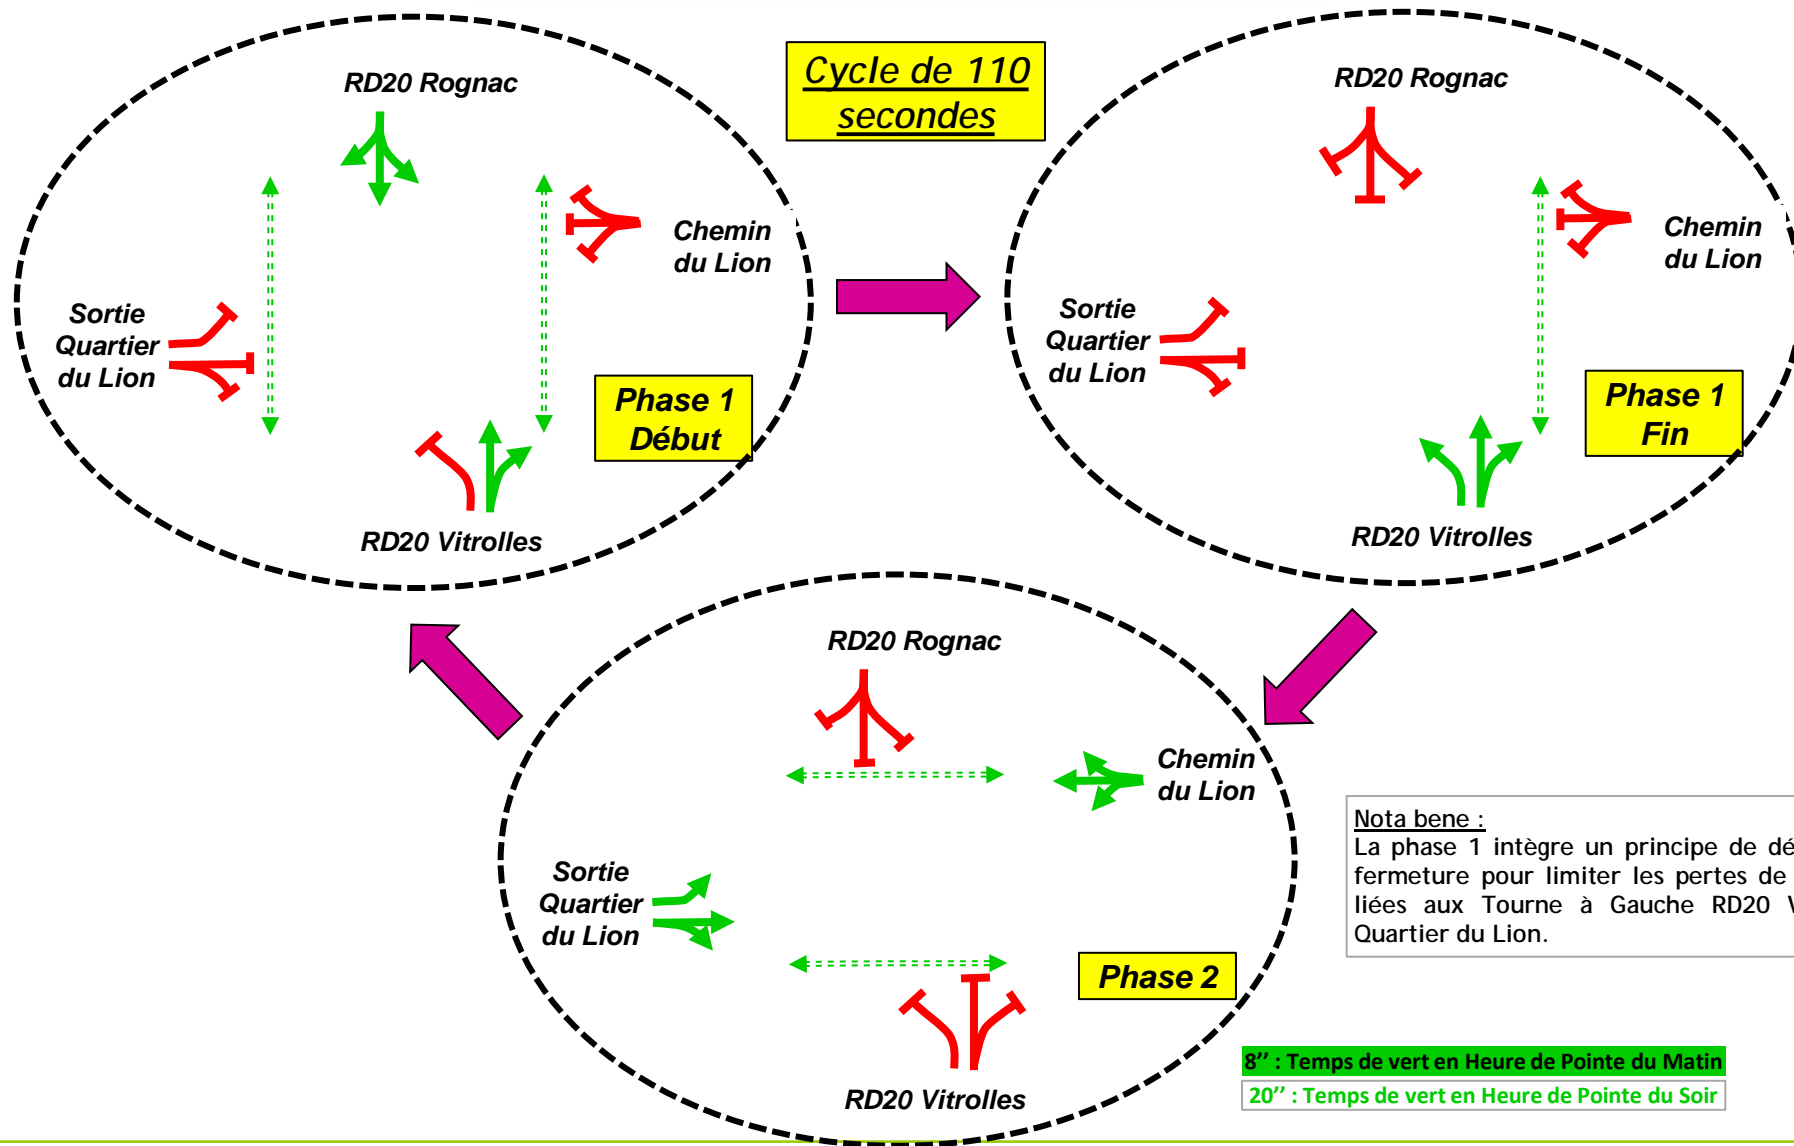 Cycle de 110
secondes
RD20 Rognac
Chemin
du Lion
Sortie
Quartier
du Lion
Phase 1
Début
RD20 Vitrolles
RD20 Rognac
Chemin
du Lion
Sortie
Quartier
du Lion
Phase 1
Fin
RD20 Vitrolles
RD20 Rognac
Chemin
du Lion
Sortie
Quartier
du Lion
Phase 2
RD20 Vitrolles
Nota bene :
La phase 1 intègre un principe de
fermeture pour limiter les pertes de
liées aux Tourne à Gauche RD20
Quartier du Lion.
8’’ : Temps de vert en Heure de Pointe du Matin
20’’ : Temps de vert en Heure de Pointe du Soir